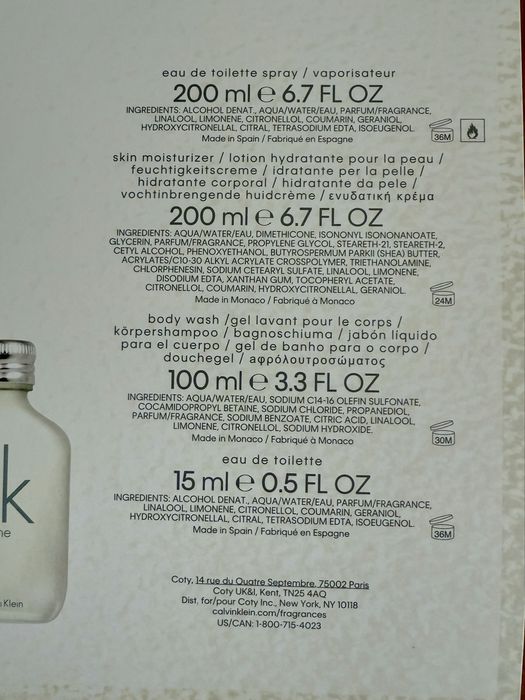 eau de toilette spray / vaporisateur
200 ml e 6.7 FL OZ
INGREDIENTS: ALCOHOL DENAT., AQUA/WATER/EAU, PARFUM/FRAGRANCE,
LINALOOL, LIMONENE, CITRONELLOL, COUMARIN, GERANIOL,
HYDROXYCITRONELLAL, CITRAL, TETRASODIUM EDTA, ISOEUGENOL.
Made in Spain / Fabriqué en Espagne
36M
skin moisturizer / lotion hydratante pour la peau /
feuchtigkeitscreme / idratante per la pelle /
hidratante corporal / hidratante da pele /
vochtinbrengende huidcrème / ενυδατική κρέμα
200 ml e 6.7 FL OZ
INGREDIENTS: AQUA/WATER/EAU, DIMETHICONE, ISONONYL ISONONANOATE,
GLYCERIN, PARFUM/FRAGRANCE, PROPYLENE GLYCOL, STEARETH-21, STEARETH-2,
CETYL ALCOHOL, PHENOXYETHANOL, BUTYROSPERMUM PARKII (SHEA) BUTTER,
ACRYLATES/C10-30 ALKYL ACRYLATE CROSSPOLYMER, TRIETHANOLAMINE,
CHLORPHENESIN, SODIUM CETEARYL SULFATE, LINALOOL, LIMONENE,
DISODIUM EDTA, XANTHAN GUM, TOCOPHERYL ACETATE,
CITRONELLOL, COUMARIN, HYDROXYCITRONELLAL, GERANIOL.
Made in Monaco / Fabriqué à Monaco
24M
body wash /gel lavant pour le corps /
körpershampoo / bagnoschiuma / jabón líquido
para el cuerpo / gel de banho para o corpo /
douchegel / αφρόλουτροσώματος
100 ml e 3.3 FL OZ
INGREDIENTS: AQUA/WATER/EAU, SODIUM C14-16 OLEFIN SULFONATE,
COCAMIDOPROPYL BETAINE, SODIUM CHLORIDE, PROPANEDIOL,
PARFUM/FRAGRANCE, SODIUM BENZOATE, CITRIC ACID, LINALOOL,
LIMONENE, CITRONELLOL, SODIUM HYDROXIDE.
Made in Monaco / Fabriqué à Monaco
30M
eau de toilette
15 ml e 0.5 FL OZ
INGREDIENTS: ALCOHOL DENAT., AQUA/WATER/EAU, PARFUM/FRAGRANCE,
LINALOOL, LIMONENE, CITRONELLOL, COUMARIN, GERANIOL,
HYDROXYCITRONELLAL, CITRAL, TETRASODIUM EDTA, ISOEUGENOL.
Made in Spain / Fabriqué en Espagne
36M
k
ne
Klein
Coty, 14 rue du Quatre Septembre, 75002 Paris
Coty UK&I, Kent, TN25 4AQ
Dist. for/pour Coty Inc., New York, NY 10118
calvinklein.com/fragrances
US/CAN: 1-800-715-4023